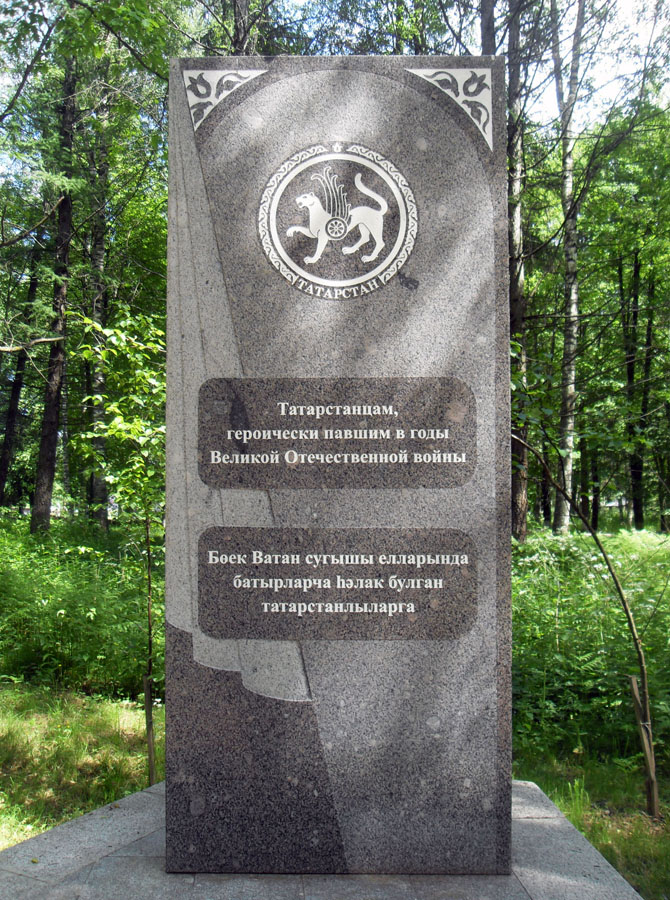 ТАТАРСТАН
Татарстанцам,
героически павшим в годы
Великой Отечественной войны
Бөек Ватан сугышы елларында
батырларча һәлак булган
татарстанлыларга